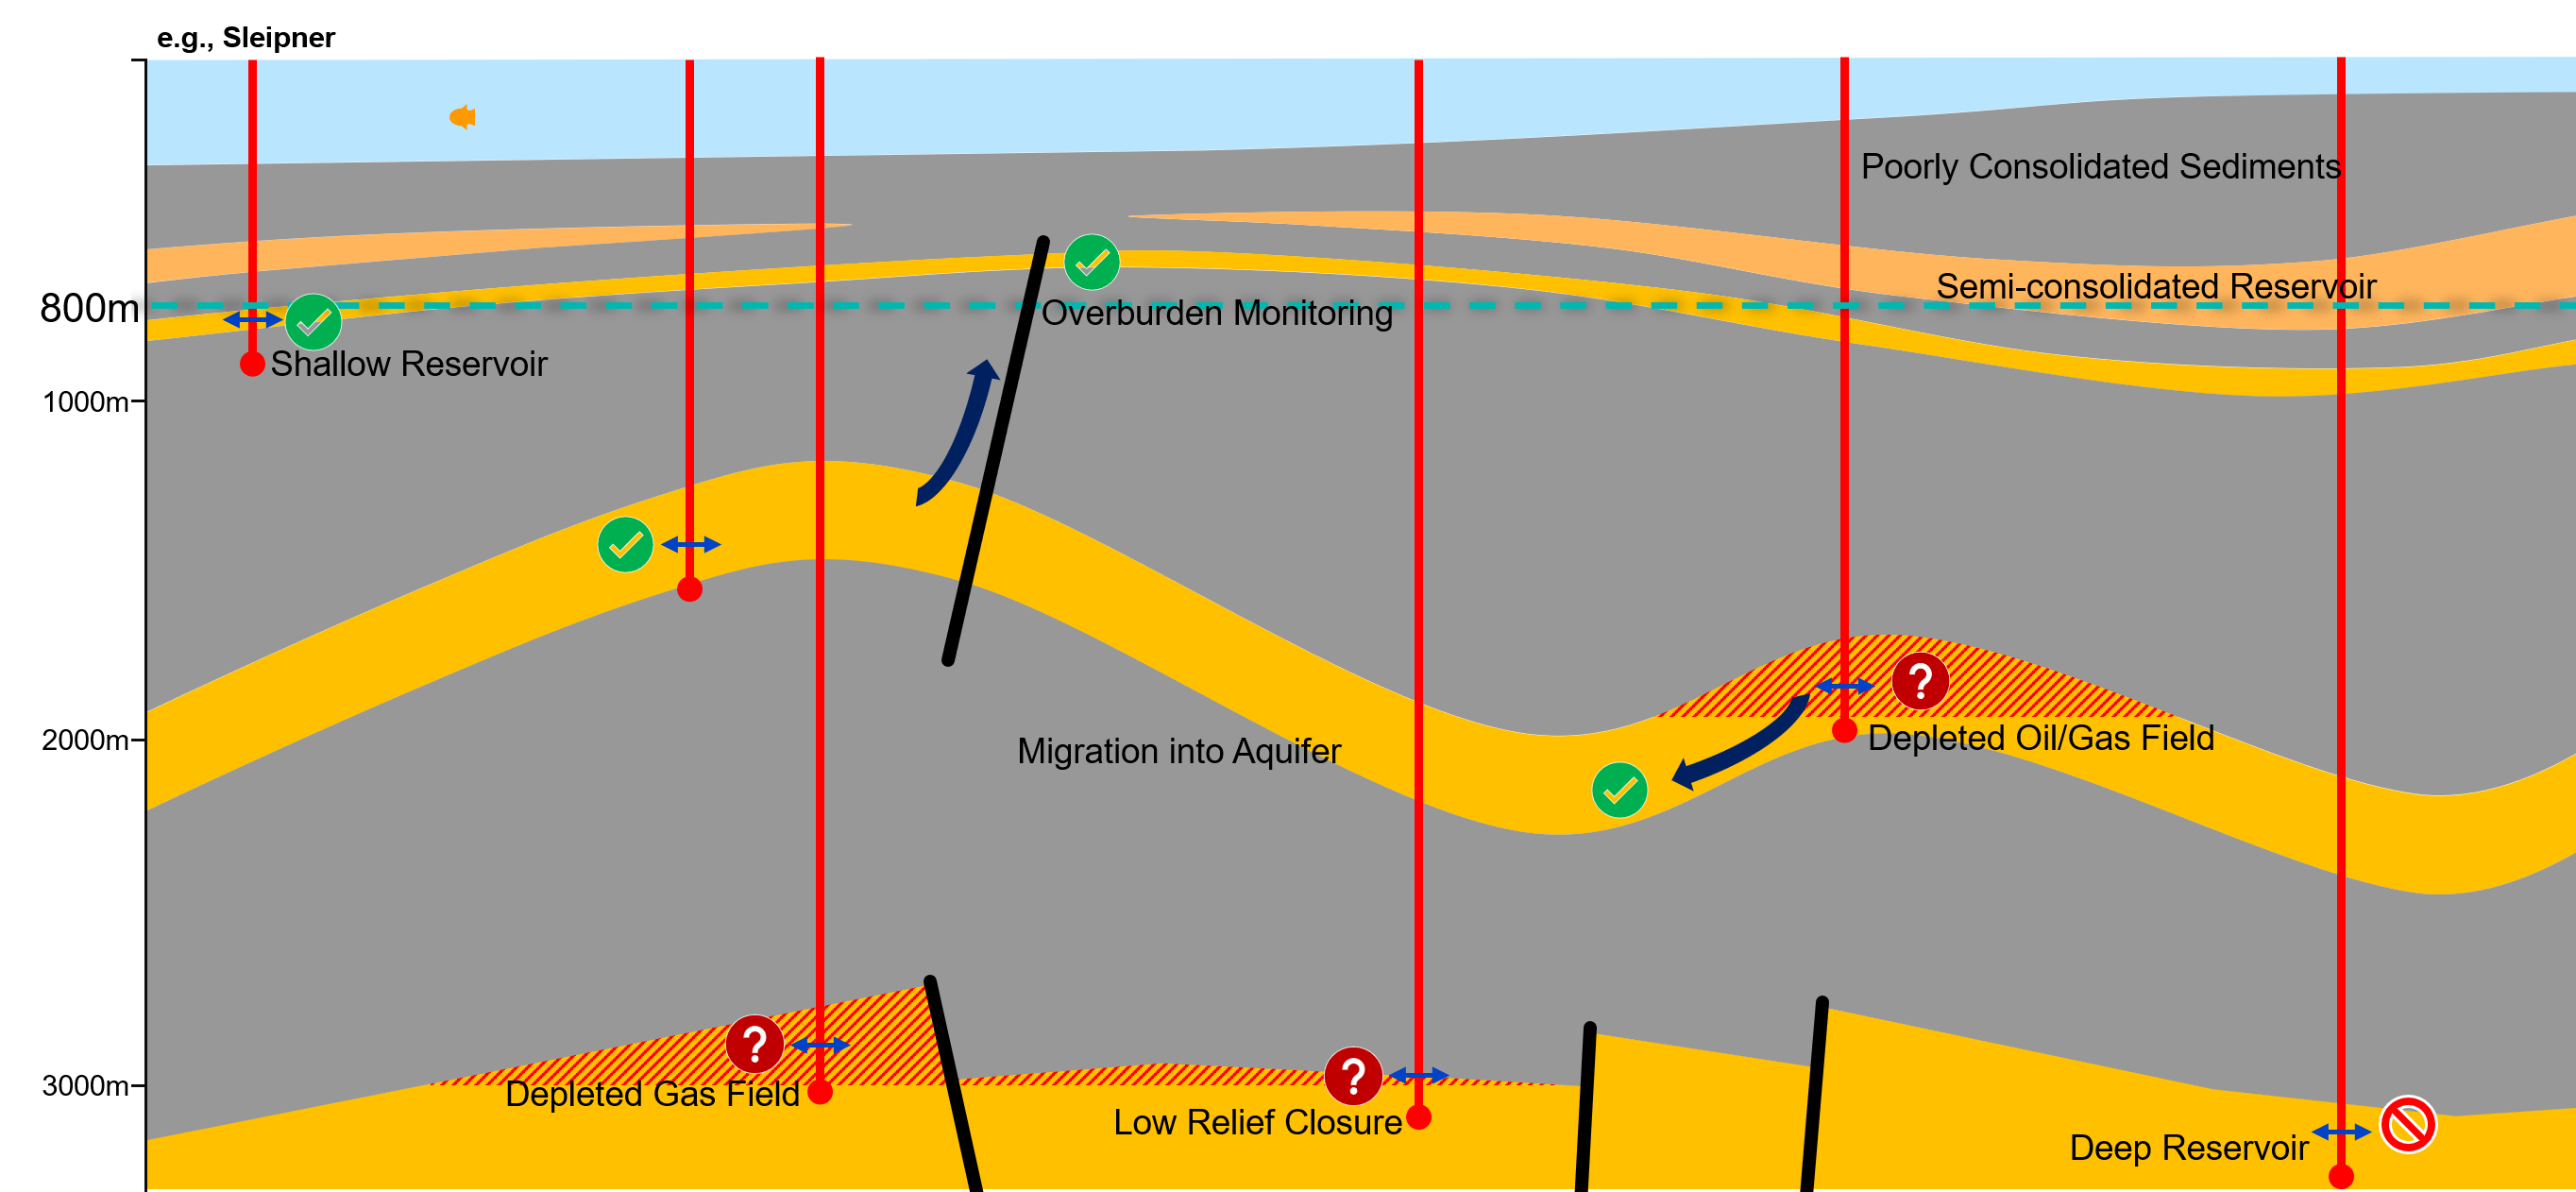 e.g., Sleipner
Poorly Consolidated Sediments
Semi-consolidated Reservoir
800m
Overburden Monitoring
Shallow Reservoir
1000m
2000m
Migration into Aquifer
Depleted Oil/Gas Field
?
?
?
3000m
Depleted Gas Field
Low Relief Closure
Deep Reservoir